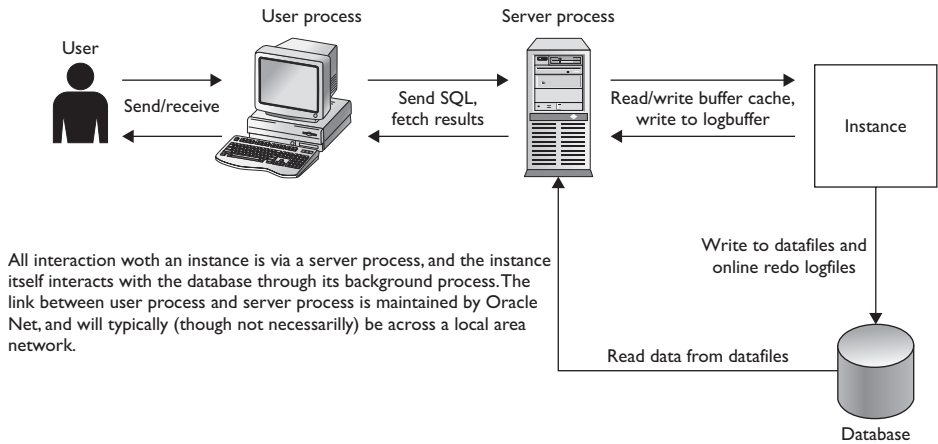 User process
Server process
User
Send/receive
Send SQL,
fetch results
Read/write buffer cache,
write to logbuffer
Instance
All interaction woth an instance is via a server process, and the instance
itself interacts with the database through its background process. The
link between user process and server process is maintained by Oracle
Net, and will typically (though not necessarilly) be across a local area
network.
Write to datafiles and
online redo logfiles
Read data from datafiles
Database